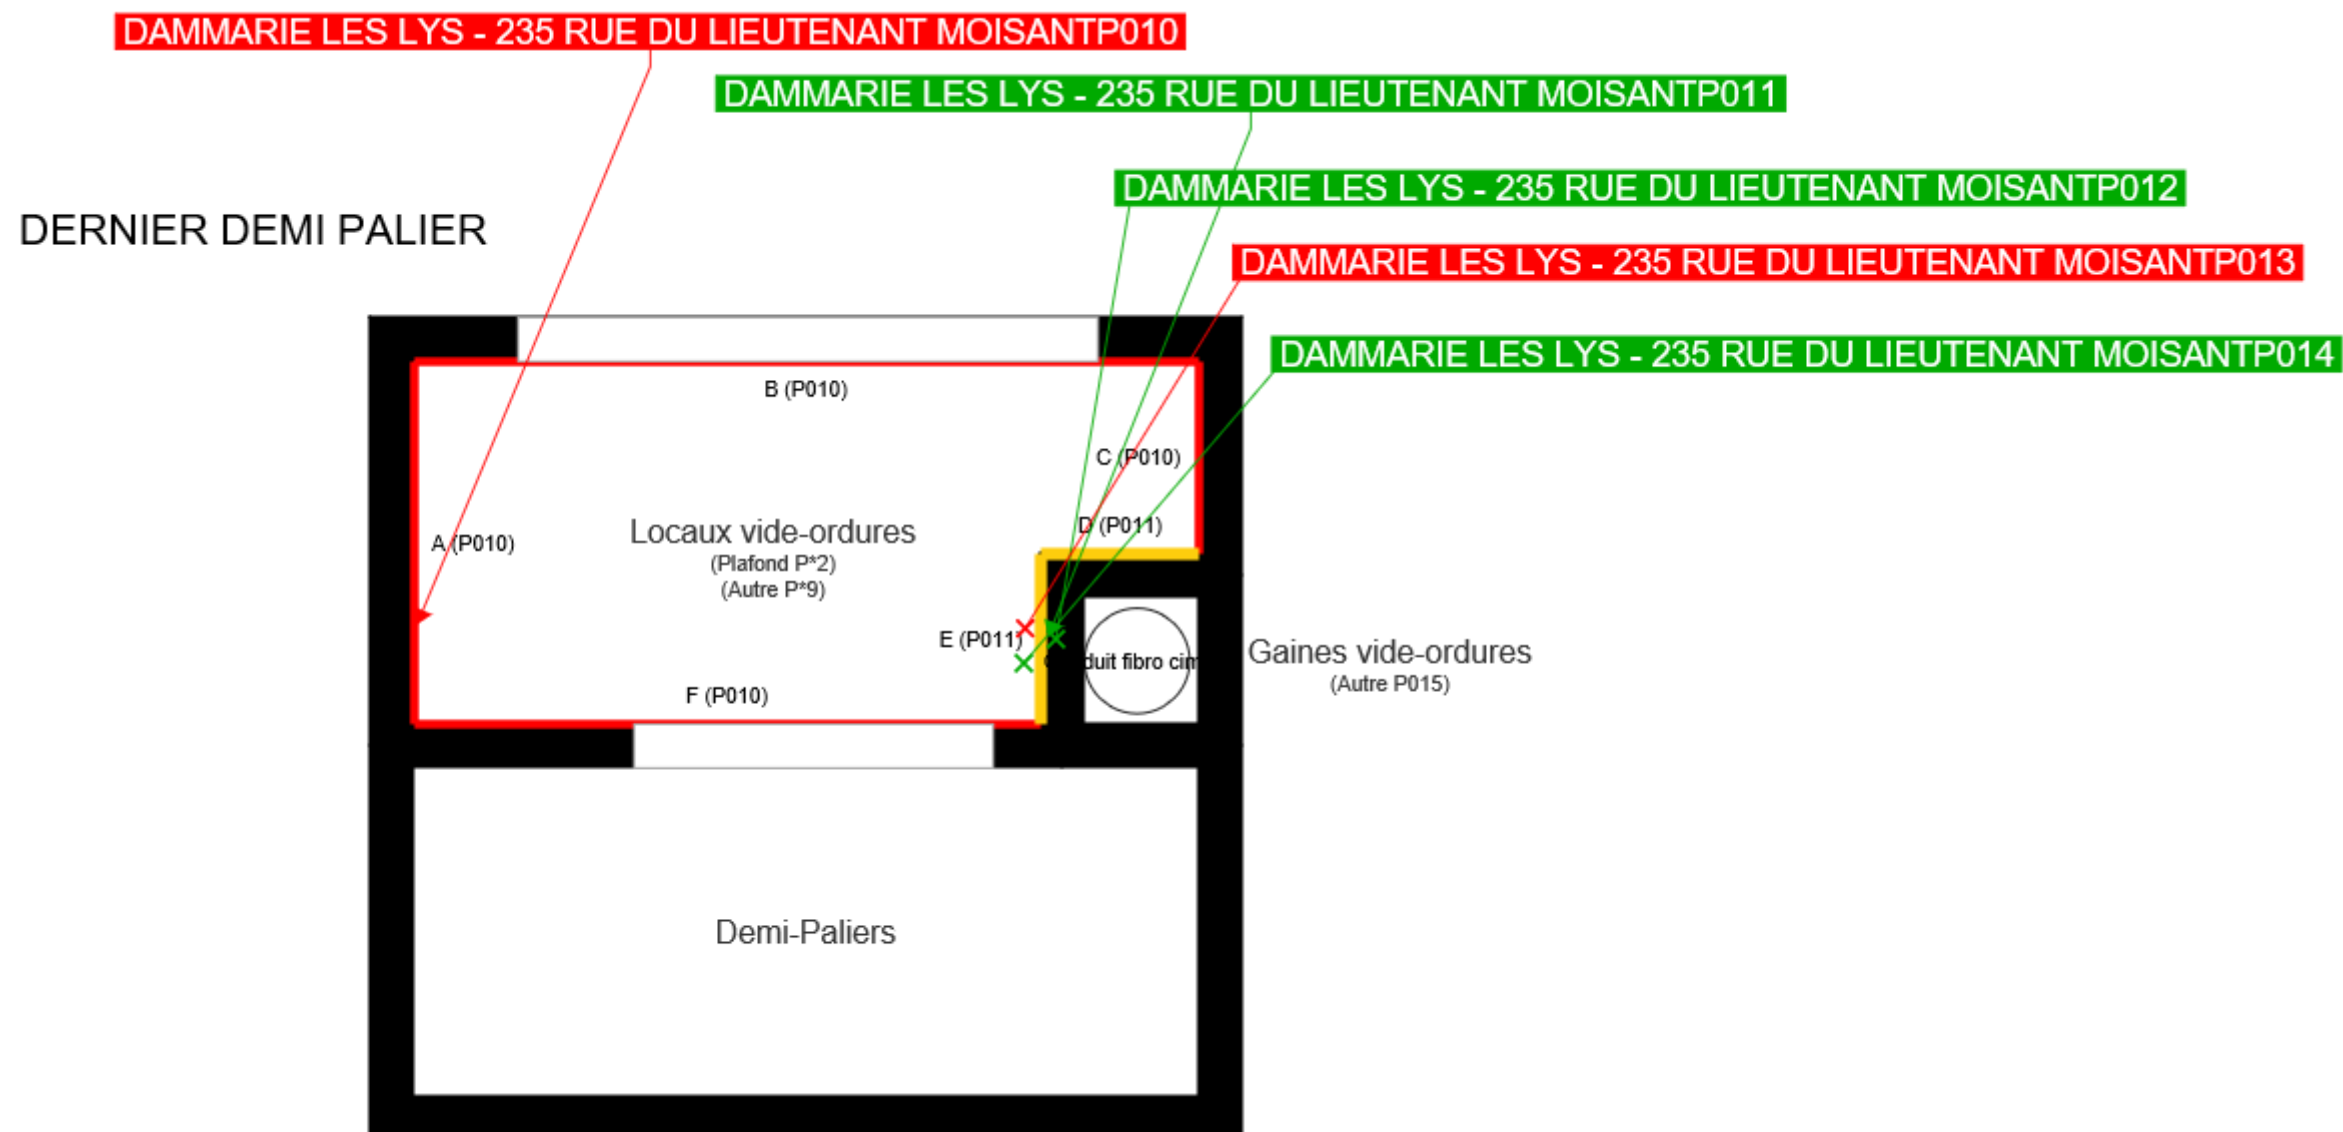 DAMMARIE LES LYS - 235 RUE DU LIEUTENANT MOISANTP010
DAMMARIE LES LYS - 235 RUE DU LIEUTENANT MOISANTP011
DAMMARIE LES LYS - 235 RUE DU LIEUTENANT MOISANTP012
DERNIER DEMI PALIER
DAMMARIE LES LYS - 235 RUE DU LIEUTENANT MOISANTP013
DAMMARIE LES LYS - 235 RUE DU LIEUTENANT MOISANTP014
B (P010)
C (P010)
D (P011)
A (P010)
Locaux vide-ordures
(Plafond P*2)
(Autre P*9)
E (P011)
duit fibro cim
Gaines vide-ordures
(Autre P015)
F (P010)
Demi-Paliers